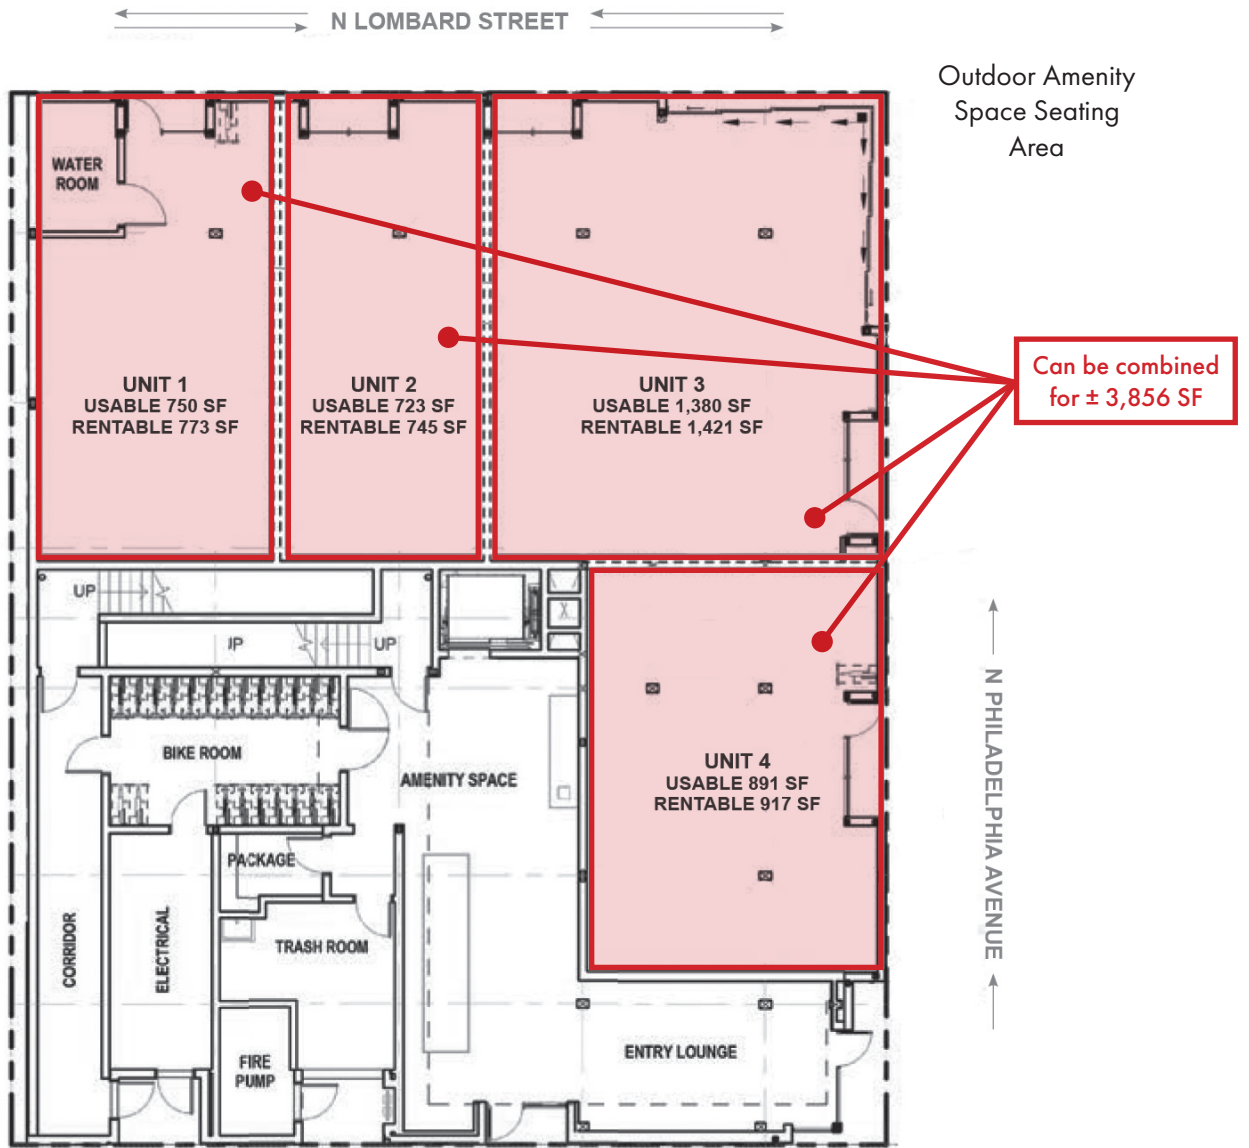 N LOMBARD STREET
Outdoor Amenity
Space Seating
Area
WATER
ROOM
UNIT 1
USABLE 750 SF
RENTABLE 773 SF
UNIT 2
USABLE 723 SF
RENTABLE 745 SF
UNIT 3
USABLE 1,380 SF
RENTABLE 1,421 SF
Can be combined
for ± 3,856 SF
UP
JP
UP
BIKE ROOM
AMENITY SPACE
UNIT 4
USABLE 891 SF
RENTABLE 917 SF
N PHILADELPHIA AVENUE
PACKAGE
CORRIDOR
ELECTRICAL
TRASH ROOM
FIRE
PUMP
ENTRY LOUNGE